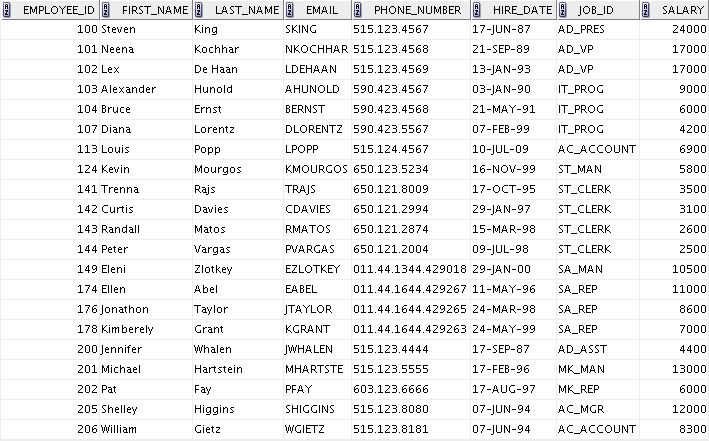 EMPLOYEE_ID FIRST_NAME LAST_NAME EMAIL PHONE_NUMBER HIRE_DATE JOB_ID SALARY
100 Steven King SKING 515.123.4567 17-JUN-87 AD_PRES 24000
101 Neena Kochhar NKOCHHAR 515.123.4568 21-SEP-89 AD_VP 17000
102 Lex De Haan LDEHAAN 515.123.4569 13-JAN-93 AD_VP 17000
103 Alexander Hunold AHUNOLD 590.423.4567 03-JAN-90 IT_PROG 9000
104 Bruce Ernst BERNST 590.423.4568 21-MAY-91 IT_PROG 6000
107 Diana Lorentz DLORENTZ 590.423.5567 07-FEB-99 IT_PROG 4200
113 Louis Popp LPOPP 515.124.4567 10-JUL-09 AC_ACCOUNT 6900
124 Kevin Mourgos KMOURGOS 650.123.5234 16-NOV-99 ST_MAN 5800
141 Trenna Rajs TRAJS 650.121.8009 17-OCT-95 ST_CLERK 3500
142 Curtis Davies CDAVIES 650.121.2994 29-JAN-97 ST_CLERK 3100
143 Randall Matos RMATOS 650.121.2874 15-MAR-98 ST_CLERK 2600
144 Peter Vargas PVARGAS 650.121.2004 09-JUL-98 ST_CLERK 2500
149 Eleni Zlotkey EZLOTKEY 011.44.1344.429018 29-JAN-00 SA_MAN 10500
174 Ellen Abel EABEL 011.44.1644.429267 11-MAY-96 SA_REP 11000
176 Jonathon Taylor JTAYLOR 011.44.1644.429265 24-MAR-98 SA_REP 8600
178 Kimberely Grant KGRANT 011.44.1644.429263 24-MAY-99 SA_REP 7000
200 Jennifer Whalen JWHALEN 515.123.4444 17-SEP-87 AD_ASST 4400
201 Michael Hartstein MHARTSTE 515.123.5555 17-FEB-96 MK_MAN 13000
202 Pat Fay PFAY 603.123.6666 17-AUG-97 MK_REP 6000
205 Shelley Higgins SHIGGINS 515.123.8080 07-JUN-94 AC_MGR 12000
206 William Gietz WGIETZ 515.123.8181 07-JUN-94 AC_ACCOUNT 8300